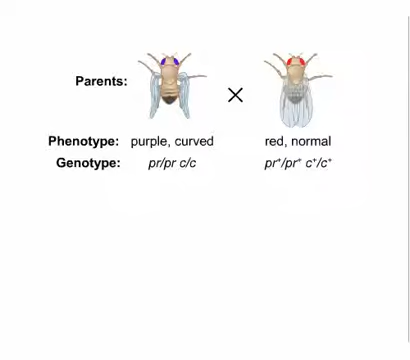 Parents:
×
Phenotype: purple, curved red, normal
Genotype: pr/pr c/c pr⁺/pr⁺ c⁺/c⁺